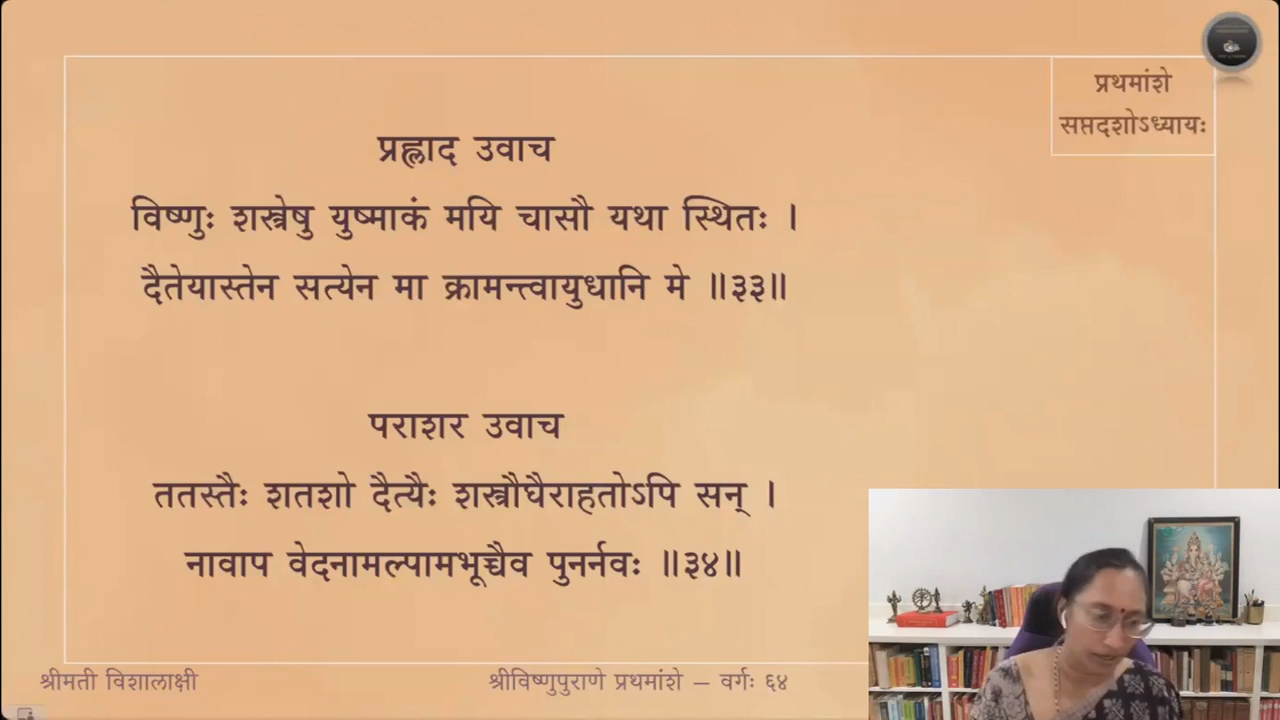 प्रथमांशे
सप्तदशोऽध्यायः
प्रह्लाद उवाच
विष्णुः शस्त्रेषु युष्माकं मयि चासौ यथा स्थितः ।
दैतेयास्तेन सत्येन मा क्रामन्त्वायुधानि मे ॥३३॥
पराशर उवाच
ततस्तैः शतशो दैत्यैः शस्त्रौघैराहतोऽपि सन् ।
नावाप वेदनामल्पामभूच्चैव पुनर्नवः ॥३४॥
श्रीमती विशालाक्षी
श्रीविष्णुपुराणे प्रथमांशे – वर्गः ६४